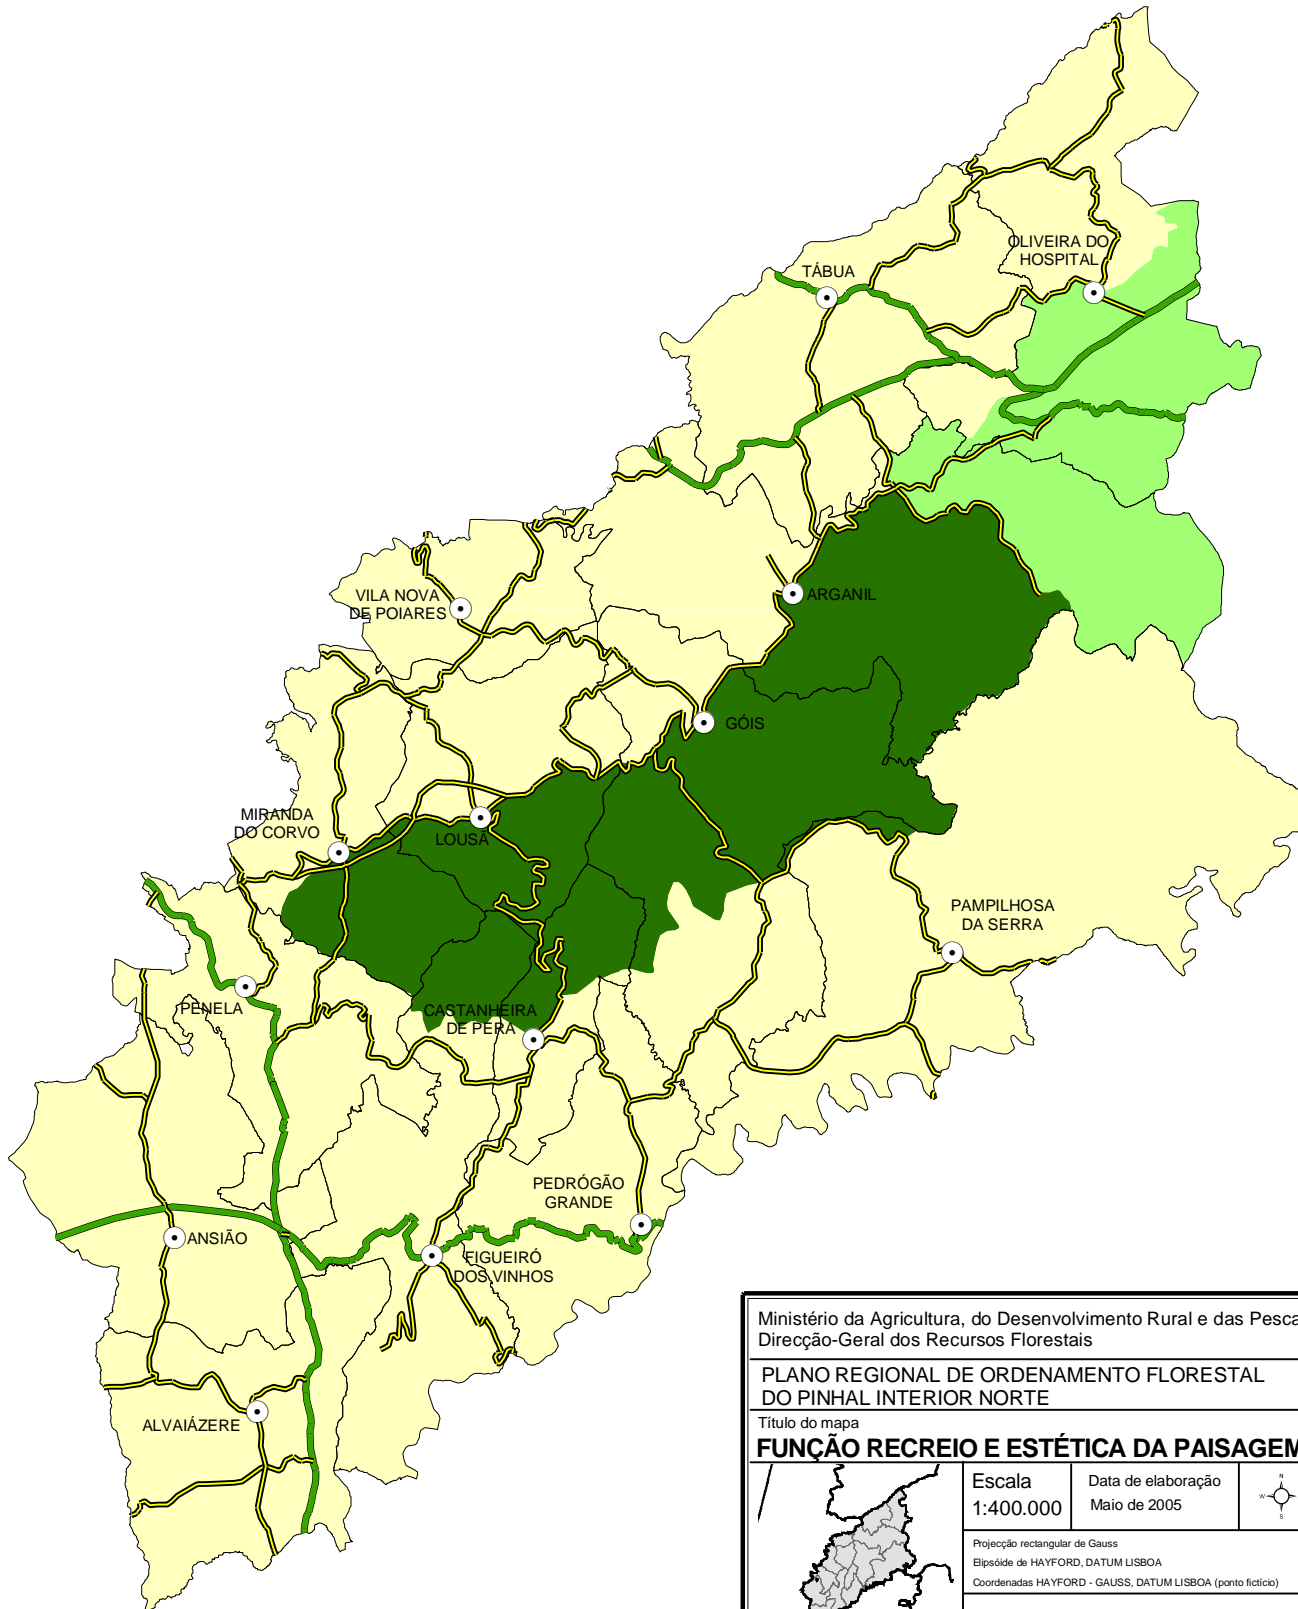 OLIVEIRA DO
HOSPITAL
TÁBUA
VILA NOVA
DE POIARES
ARGANIL
GÓIS
MIRANDA
DO CORVO
LOUSÃ
PAMPILHOSA
DA SERRA
PENELA
CASTANHEIRA
DE PERA
PEDRÓGÃO
GRANDE
ANSIÃO
FIGUEIRÓ
DOS VINHOS
ALVAIÁZERE
Ministério da Agricultura, do Desenvolvimento Rural e das Pesca
Direcção-Geral dos Recursos Florestais
PLANO REGIONAL DE ORDENAMENTO FLORESTAL
DO PINHAL INTERIOR NORTE
Título do mapa
FUNÇÃO RECREIO E ESTÉTICA DA PAISAGEM
Escala
1:400.000
Data de elaboração
Maio de 2005
N
W
S
Projecção rectangular de Gauss
Elipsóide de HAYFORD, DATUM LISBOA
Coordenadas HAYFORD - GAUSS, DATUM LISBOA (ponto fictício)